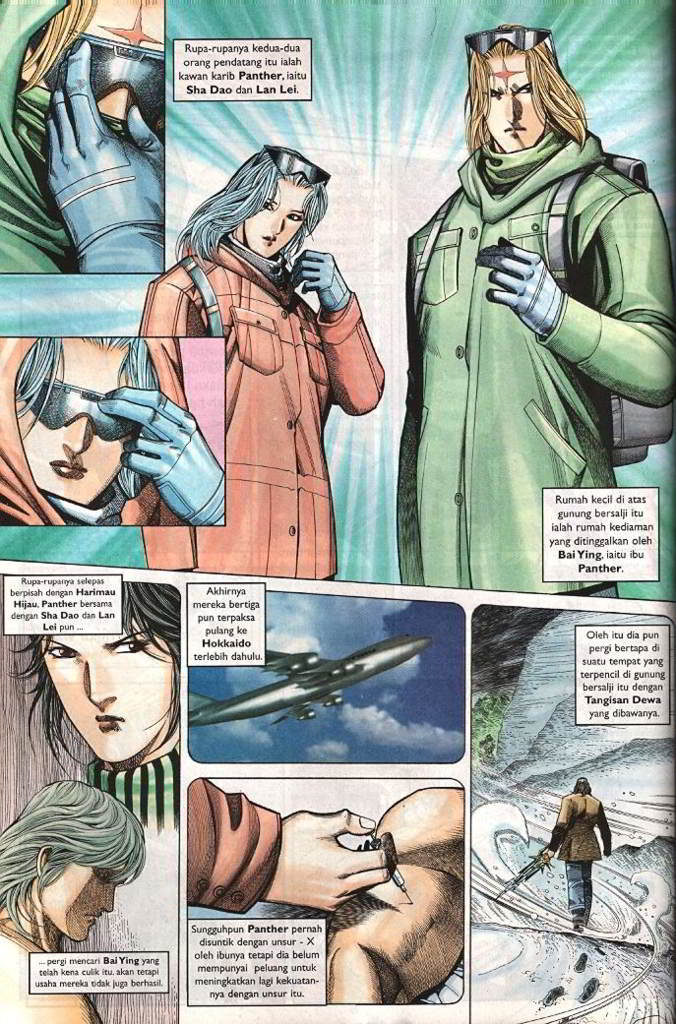 Rupa-rupanya kedua-dua
orang pendatang itu ialah
kawan karib Panther, iaitu
Sha Dao dan Lan Lei.
Rumah kecil di atas
gunung bersalji itu
ialah rumah kediaman
yang ditinggalkan oleh
Bai Ying, iaitu ibu
Panther.
Rupa-rupanya selepas
berpisah dengan Harimau
Hijau, Panther bersama
dengan Sha Dao dan Lan
Lei pun ...
... pergi mencari Bai Ying yang
telah kena culik itu. akan tetapi
usaha mereka tidak juga berhasil.
Akhirnya
mereka bertiga
pun terpaksa
pulang ke
Hokkaido
terlebih dahulu.
Sungguhpun Panther pernah
disuntik dengan unsur - X
oleh ibunya tetapi dia belum
mempunyai peluang untuk
meningkatkan lagi kekuatan-
nya dengan unsur itu.
Oleh itu dia pun
pergi bertapa di
suatu tempat yang
terpencil di gunung
bersalji itu dengan
Tangisan Dewa
yang dibawanya.